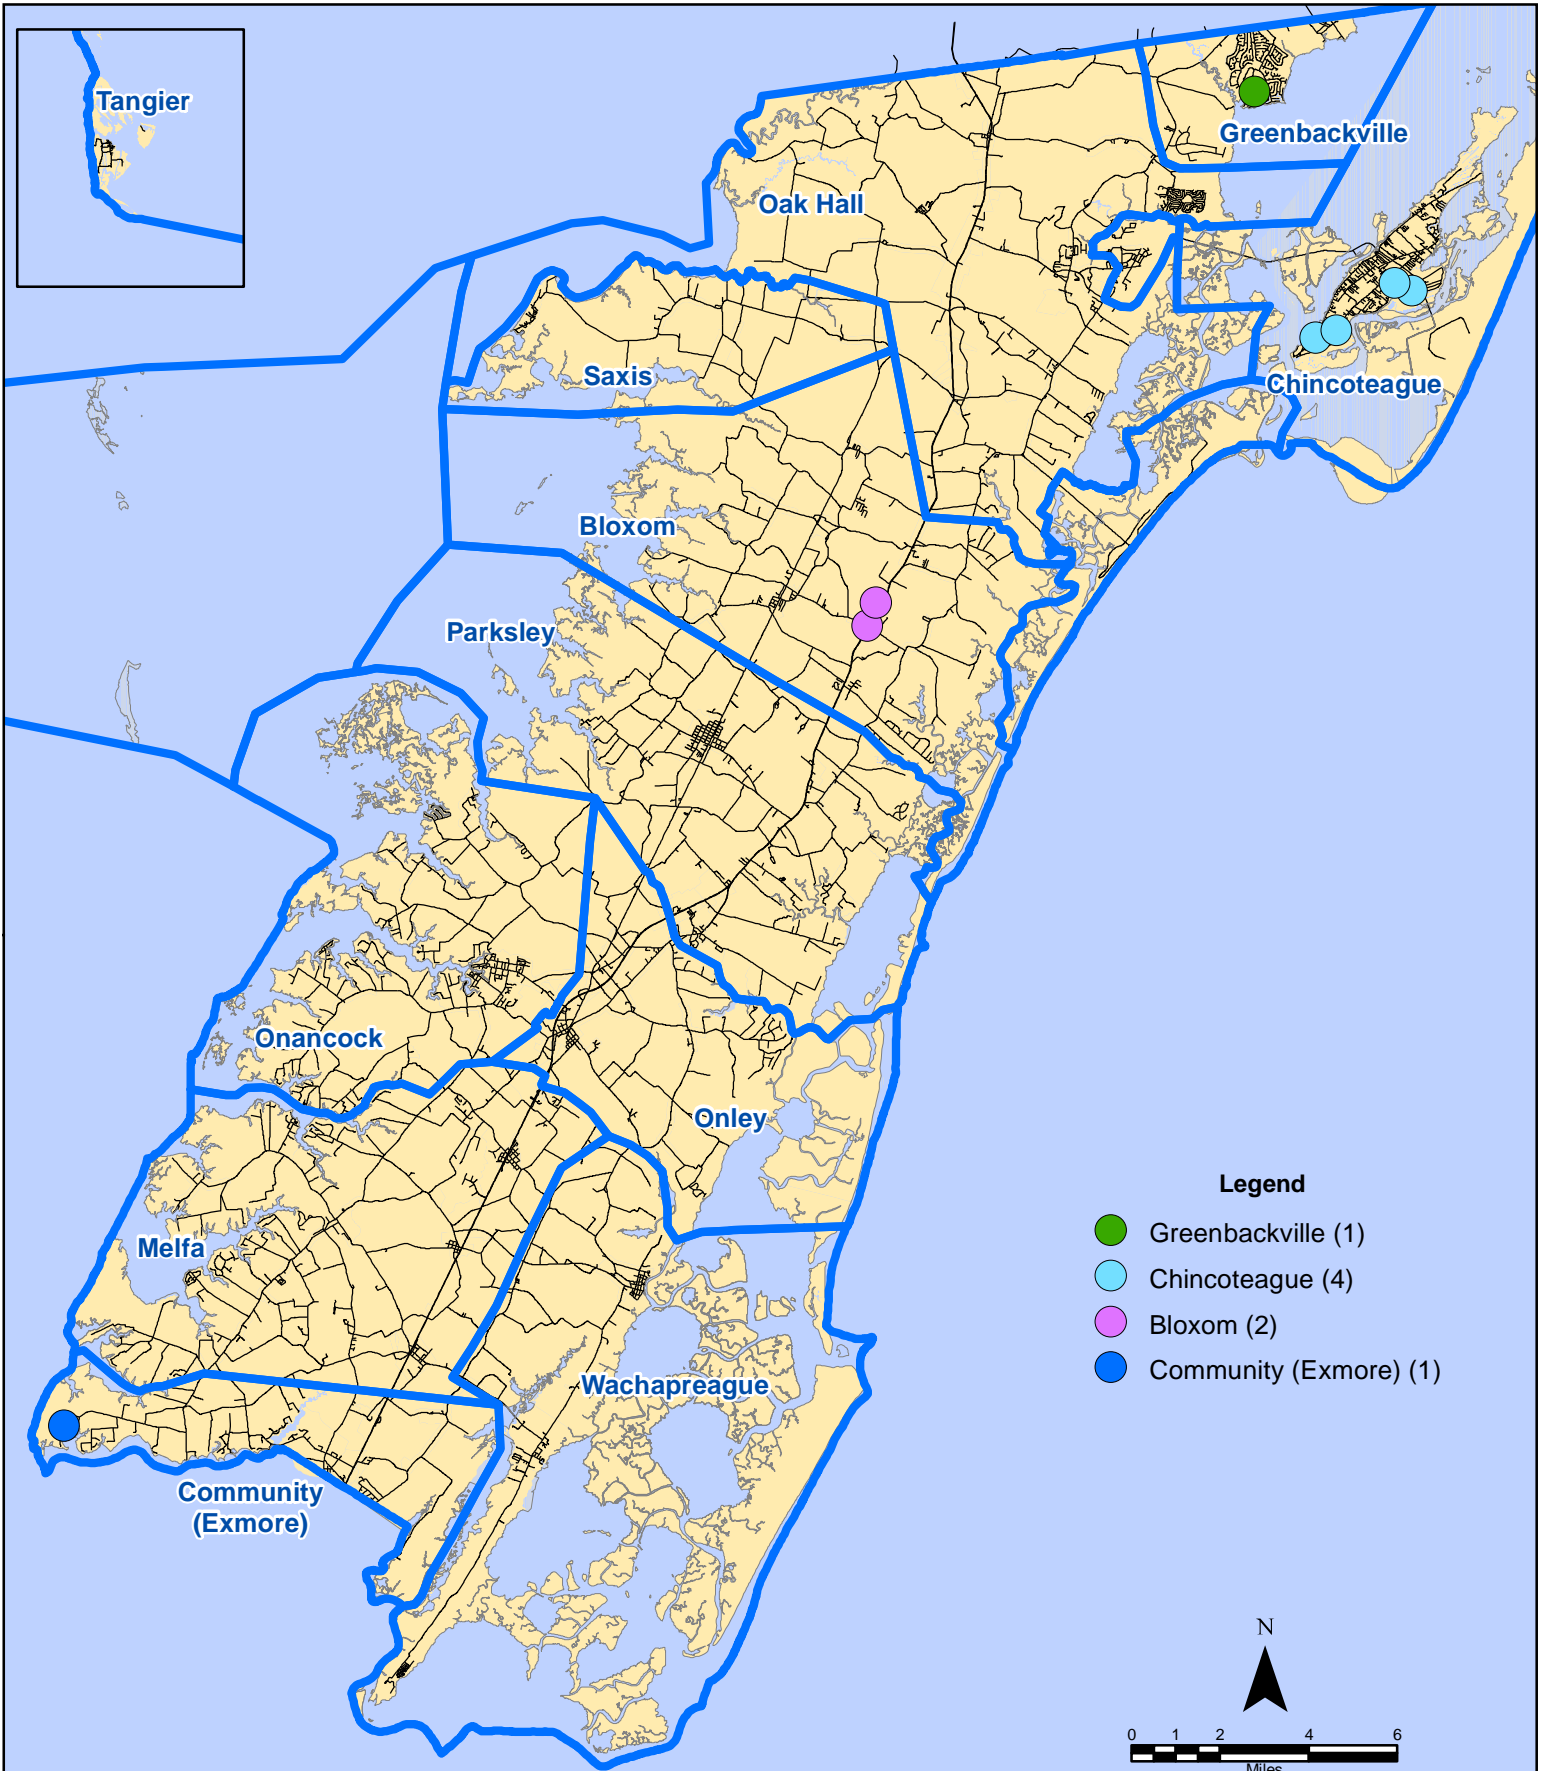 Tangier
Greenbackville
Oak Hall
Saxis
Chincoteague
Bloxom
Parksley
Onancock
Onley
Melfa
Wachapreague
Community
(Exmore)
Legend
Greenbackville (1)
Chincoteague (4)
Bloxom (2)
Community (Exmore) (1)
N
0 1 2 4 6
Miles